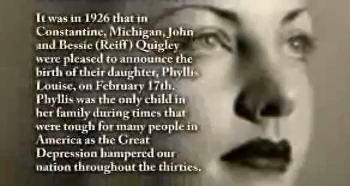 It was in 1926 that in
Constantine, Michigan, John
and Bessie (Reiff) Quigley
were pleased to announce the
birth of their daughter, Phyllis
Louise, on February 17th.
Phyllis was the only child in
her family during times that
were tough for many people in
America as the Great
Depression hampered our
nation throughout the thirties.